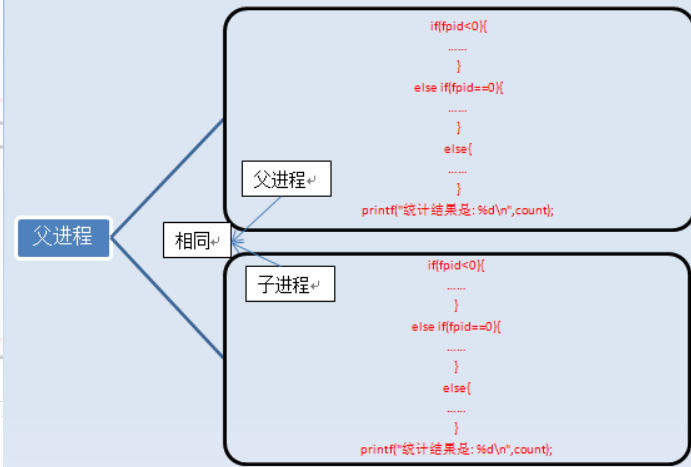 if(fpid<0){
......
}
else if(fpid==0){
......
}
else{
......
}
printf("统计结果是: %d\n",count);
父进程
父进程
相同
子进程
if(fpid<0){
......
}
else if(fpid==0){
......
}
else{
......
}
printf("统计结果是: %d\n",count);